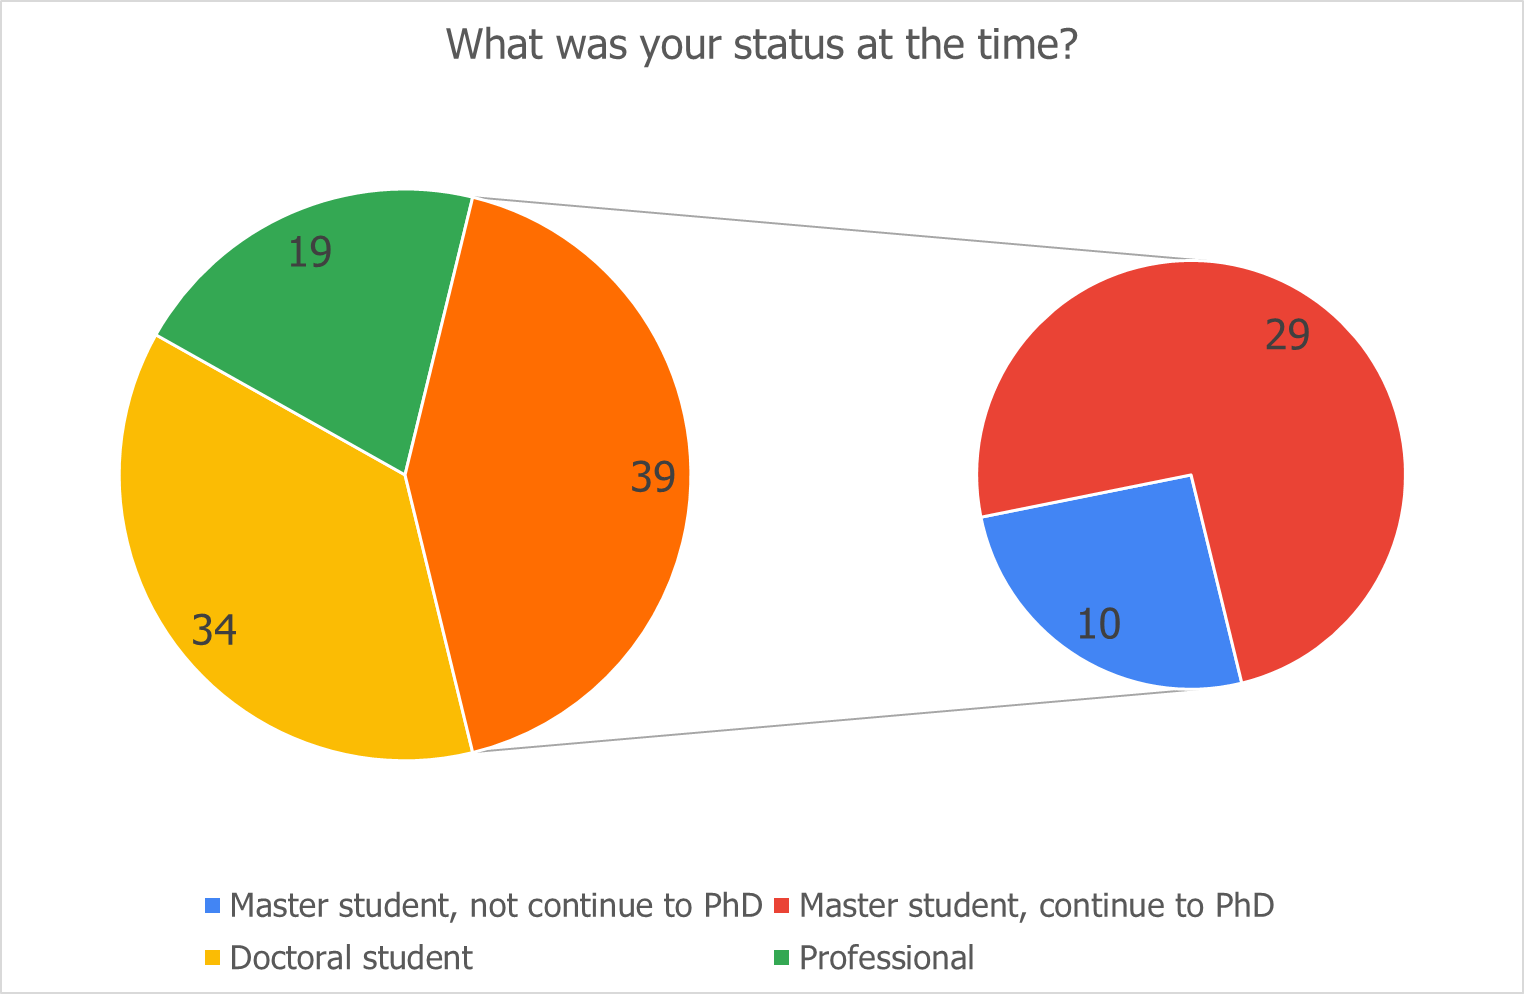 What was your status at the time?
19
29
39
34
10
Master student, not continue to PhD
Master student, continue to PhD
Doctoral student
Professional